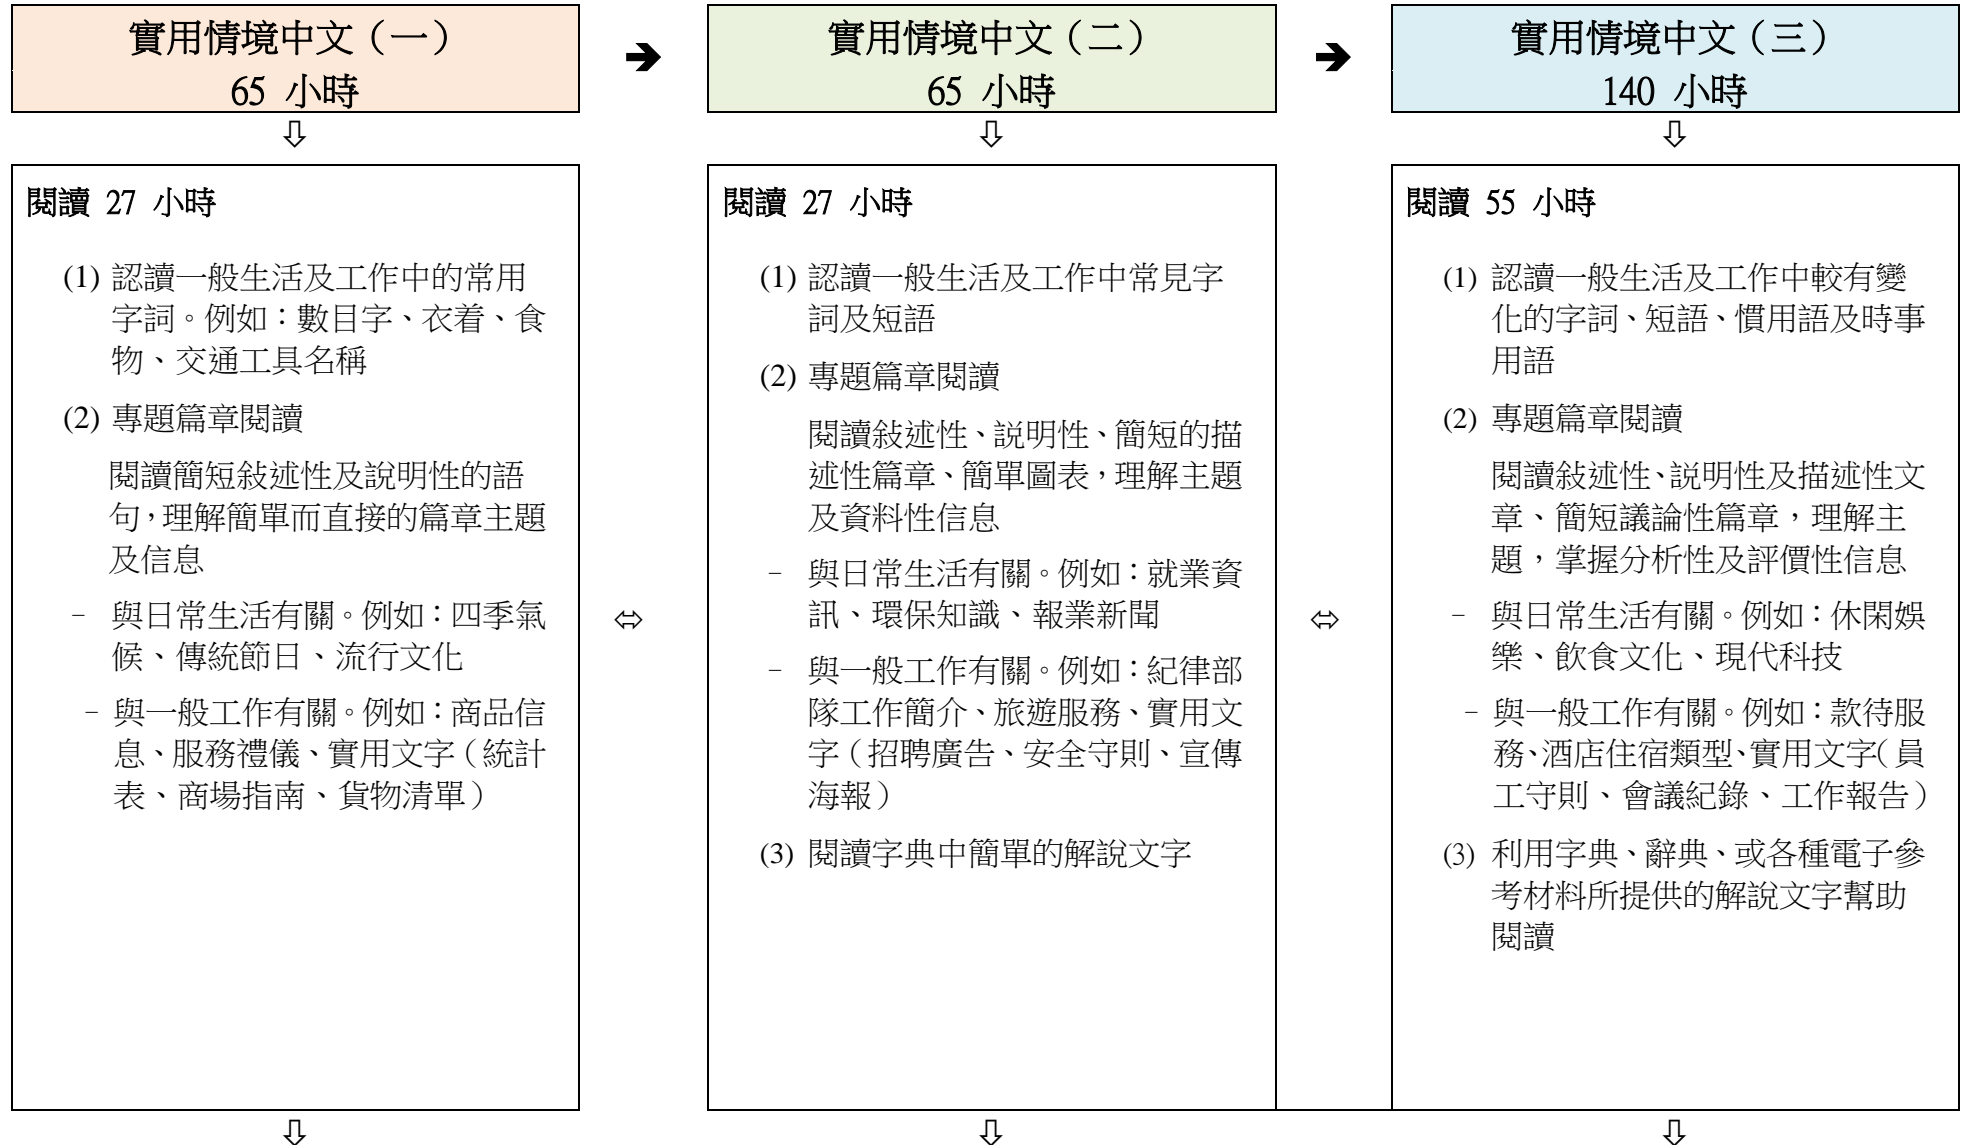 實用情境中文（一）
65 小時
➔
實用情境中文（二）
65 小時
➔
實用情境中文（三）
140 小時
⇩
⇩
⇩
閱讀 27 小時
(1) 認讀一般生活及工作中的常用
字詞。例如：數目字、衣着、食
物、交通工具名稱
(2) 專題篇章閱讀
閱讀簡短敍述性及說明性的語
句，理解簡單而直接的篇章主題
及信息
– 與日常生活有關。例如：四季氣
候、傳統節日、流行文化
– 與一般工作有關。例如：商品信
息、服務禮儀、實用文字（統計
表、商場指南、貨物清單）
⇔
閱讀 27 小時
(1) 認讀一般生活及工作中常見字
詞及短語
(2) 專題篇章閱讀
閱讀敍述性、説明性、簡短的描
述性篇章、簡單圖表，理解主題
及資料性信息
– 與日常生活有關。例如：就業資
訊、環保知識、報業新聞
– 與一般工作有關。例如：紀律部
隊工作簡介、旅遊服務、實用文
字（招聘廣告、安全守則、宣傳
海報）
(3) 閱讀字典中簡單的解說文字
⇔
閱讀 55 小時
(1) 認讀一般生活及工作中較有變
化的字詞、短語、慣用語及時事
用語
(2) 專題篇章閱讀
閱讀敍述性、説明性及描述性文
章、簡短議論性篇章，理解主
題，掌握分析性及評價性信息
– 與日常生活有關。例如：休閑娛
樂、飲食文化、現代科技
– 與一般工作有關。例如：款待服
務、酒店住宿類型、實用文字（員
工守則、會議紀錄、工作報告）
(3) 利用字典、辭典、或各種電子參
考材料所提供的解說文字幫助
閱讀
⇩
⇩
⇩